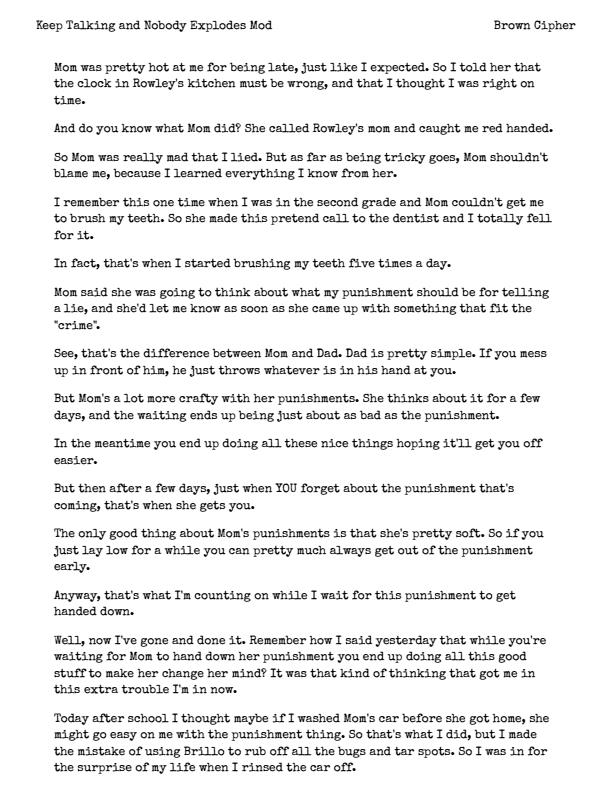 Keep Talking and Nobody Explodes Mod
Brown Cipher
Mom was pretty hot at me for being late, just like I expected. So I told her that
the clock in Rowley's kitchen must be wrong, and that I thought I was right on
time.
And do you know what Mom did? She called Rowley's mom and caught me red handed.
So Mom was really mad that I lied. But as far as being tricky goes, Mom shouldn't
blame me, because I learned everything I know from her.
I remember this one time when I was in the second grade and Mom couldn't get me
to brush my teeth. So she made this pretend call to the dentist and I totally fell
for it.
In fact, that's when I started brushing my teeth five times a day.
Mom said she was going to think about what my punishment should be for telling
a lie, and she'd let me know as soon as she came up with something that fit the
"crime".
See, that's the difference between Mom and Dad. Dad is pretty simple. If you mess
up in front of him, he just throws whatever is in his hand at you.
But Mom's a lot more crafty with her punishments. She thinks about it for a few
days, and the waiting ends up being just about as bad as the punishment.
In the meantime you end up doing all these nice things hoping it'll get you off
easier.
But then after a few days, just when YOU forget about the punishment that's
coming, that's when she gets you.
The only good thing about Mom's punishments is that she's pretty soft. So if you
just lay low for a while you can pretty much always get out of the punishment
early.
Anyway, that's what I'm counting on while I wait for this punishment to get
handed down.
Well, now I've gone and done it. Remember how I said yesterday that while you're
waiting for Mom to hand down her punishment you end up doing all this good
stuff to make her change her mind? It was that kind of thinking that got me in
this extra trouble I'm in now.
Today after school I thought maybe if I washed Mom's car before she got home, she
might go easy on me with the punishment thing. So that's what I did, but I made
the mistake of using Brillo to rub off all the bugs and tar spots. So I was in for
the surprise of my life when I rinsed the car off.